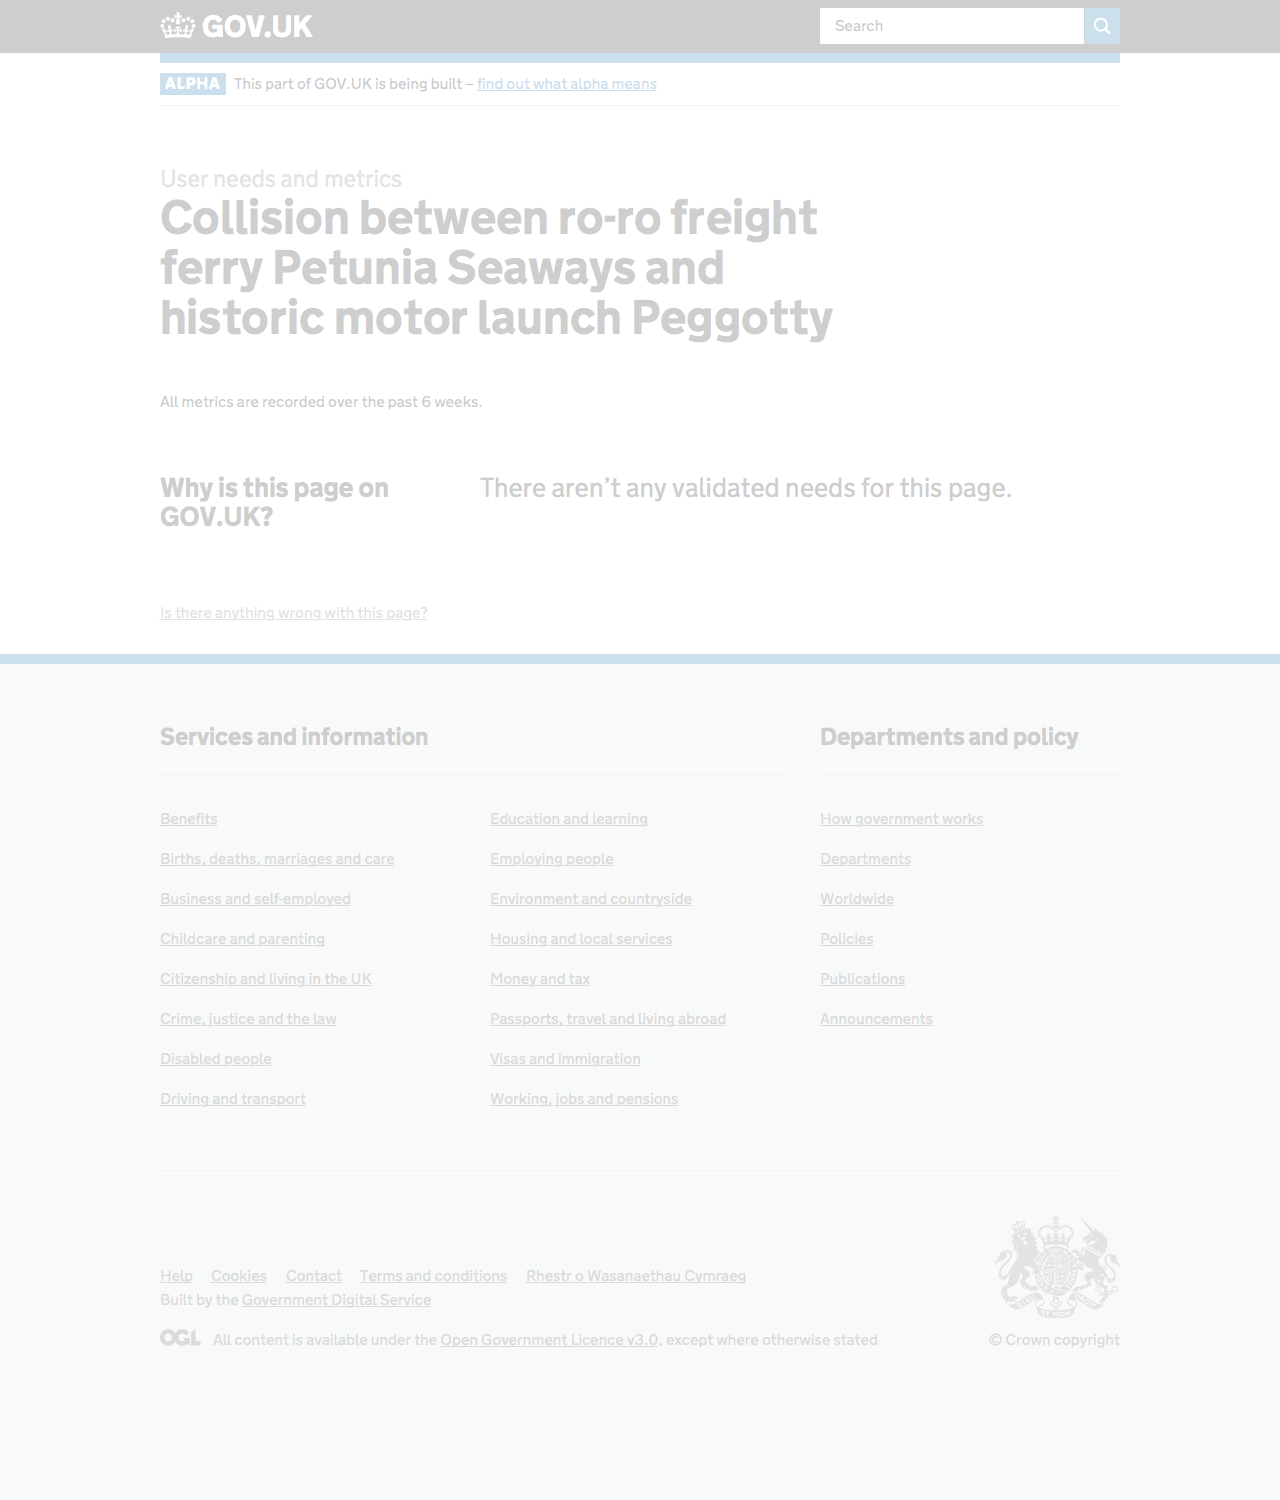 GOV.UK
Search
ALPHA This part of GOV.UK is being built – find out what alpha means
User needs and metrics
Collision between ro-ro freight
ferry Petunia Seaways and
historic motor launch Peggotty
All metrics are recorded over the past 6 weeks.
Why is this page on
GOV.UK?
There aren’t any validated needs for this page.
Is there anything wrong with this page?
Services and information
Benefits
Births, deaths, marriages and care
Business and self-employed
Childcare and parenting
Citizenship and living in the UK
Crime, justice and the law
Disabled people
Driving and transport
Education and learning
Employing people
Environment and countryside
Housing and local services
Money and tax
Passports, travel and living abroad
Visas and immigration
Working, jobs and pensions
Departments and policy
How government works
Departments
Worldwide
Policies
Publications
Announcements
Help Cookies Contact Terms and conditions Rhestr o Wasanaethau Cymraeg
Built by the Government Digital Service
OGL All content is available under the Open Government Licence v3.0, except where otherwise stated
© Crown copyright